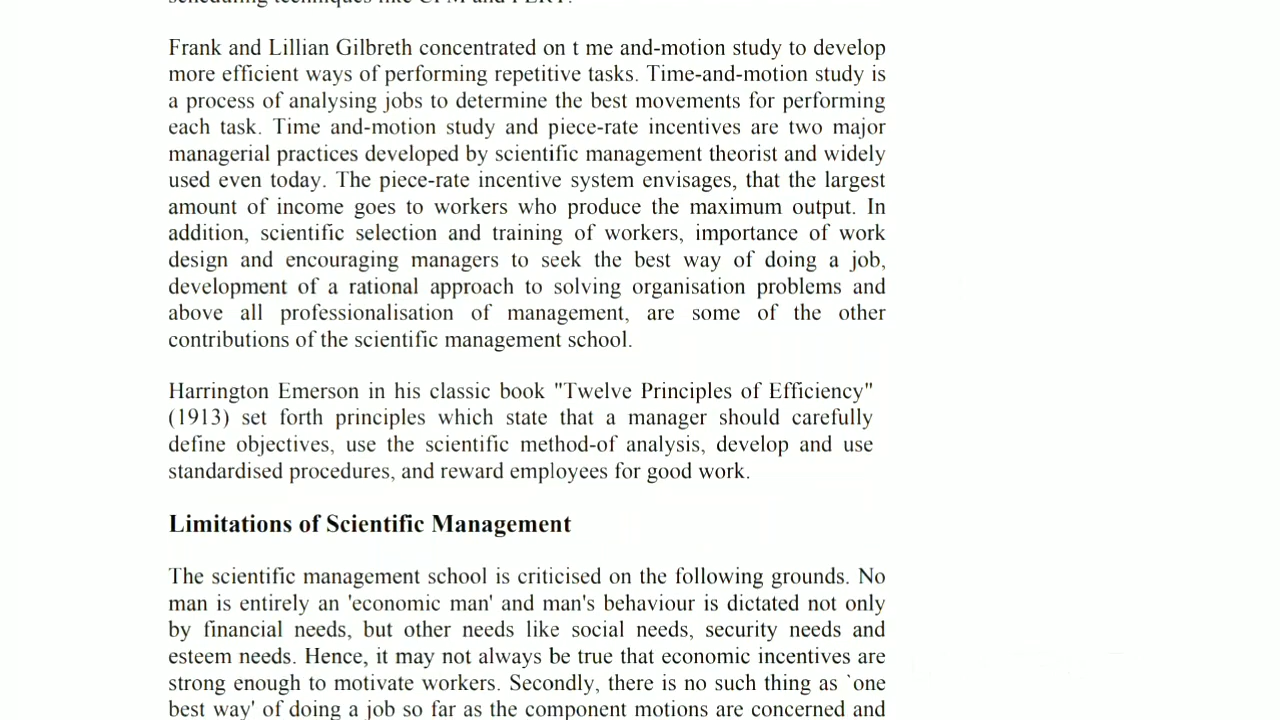 scheduling techniques like CPM and PERT.
Frank and Lillian Gilbreth concentrated on t me and-motion study to develop
more efficient ways of performing repetitive tasks. Time-and-motion study is
a process of analysing jobs to determine the best movements for performing
each task. Time and-motion study and piece-rate incentives are two major
managerial practices developed by scientific management theorist and widely
used even today. The piece-rate incentive system envisages, that the largest
amount of income goes to workers who produce the maximum output. In
addition, scientific selection and training of workers, importance of work
design and encouraging managers to seek the best way of doing a job,
development of a rational approach to solving organisation problems and
above all professionalisation of management, are some of the other
contributions of the scientific management school.
Harrington Emerson in his classic book "Twelve Principles of Efficiency"
(1913) set forth principles which state that a manager should carefully
define objectives, use the scientific method-of analysis, develop and use
standardised procedures, and reward employees for good work.
Limitations of Scientific Management
The scientific management school is criticised on the following grounds. No
man is entirely an 'economic man' and man's behaviour is dictated not only
by financial needs, but other needs like social needs, security needs and
esteem needs. Hence, it may not always be true that economic incentives are
strong enough to motivate workers. Secondly, there is no such thing as `one
best way' of doing a job so far as the component motions are concerned and